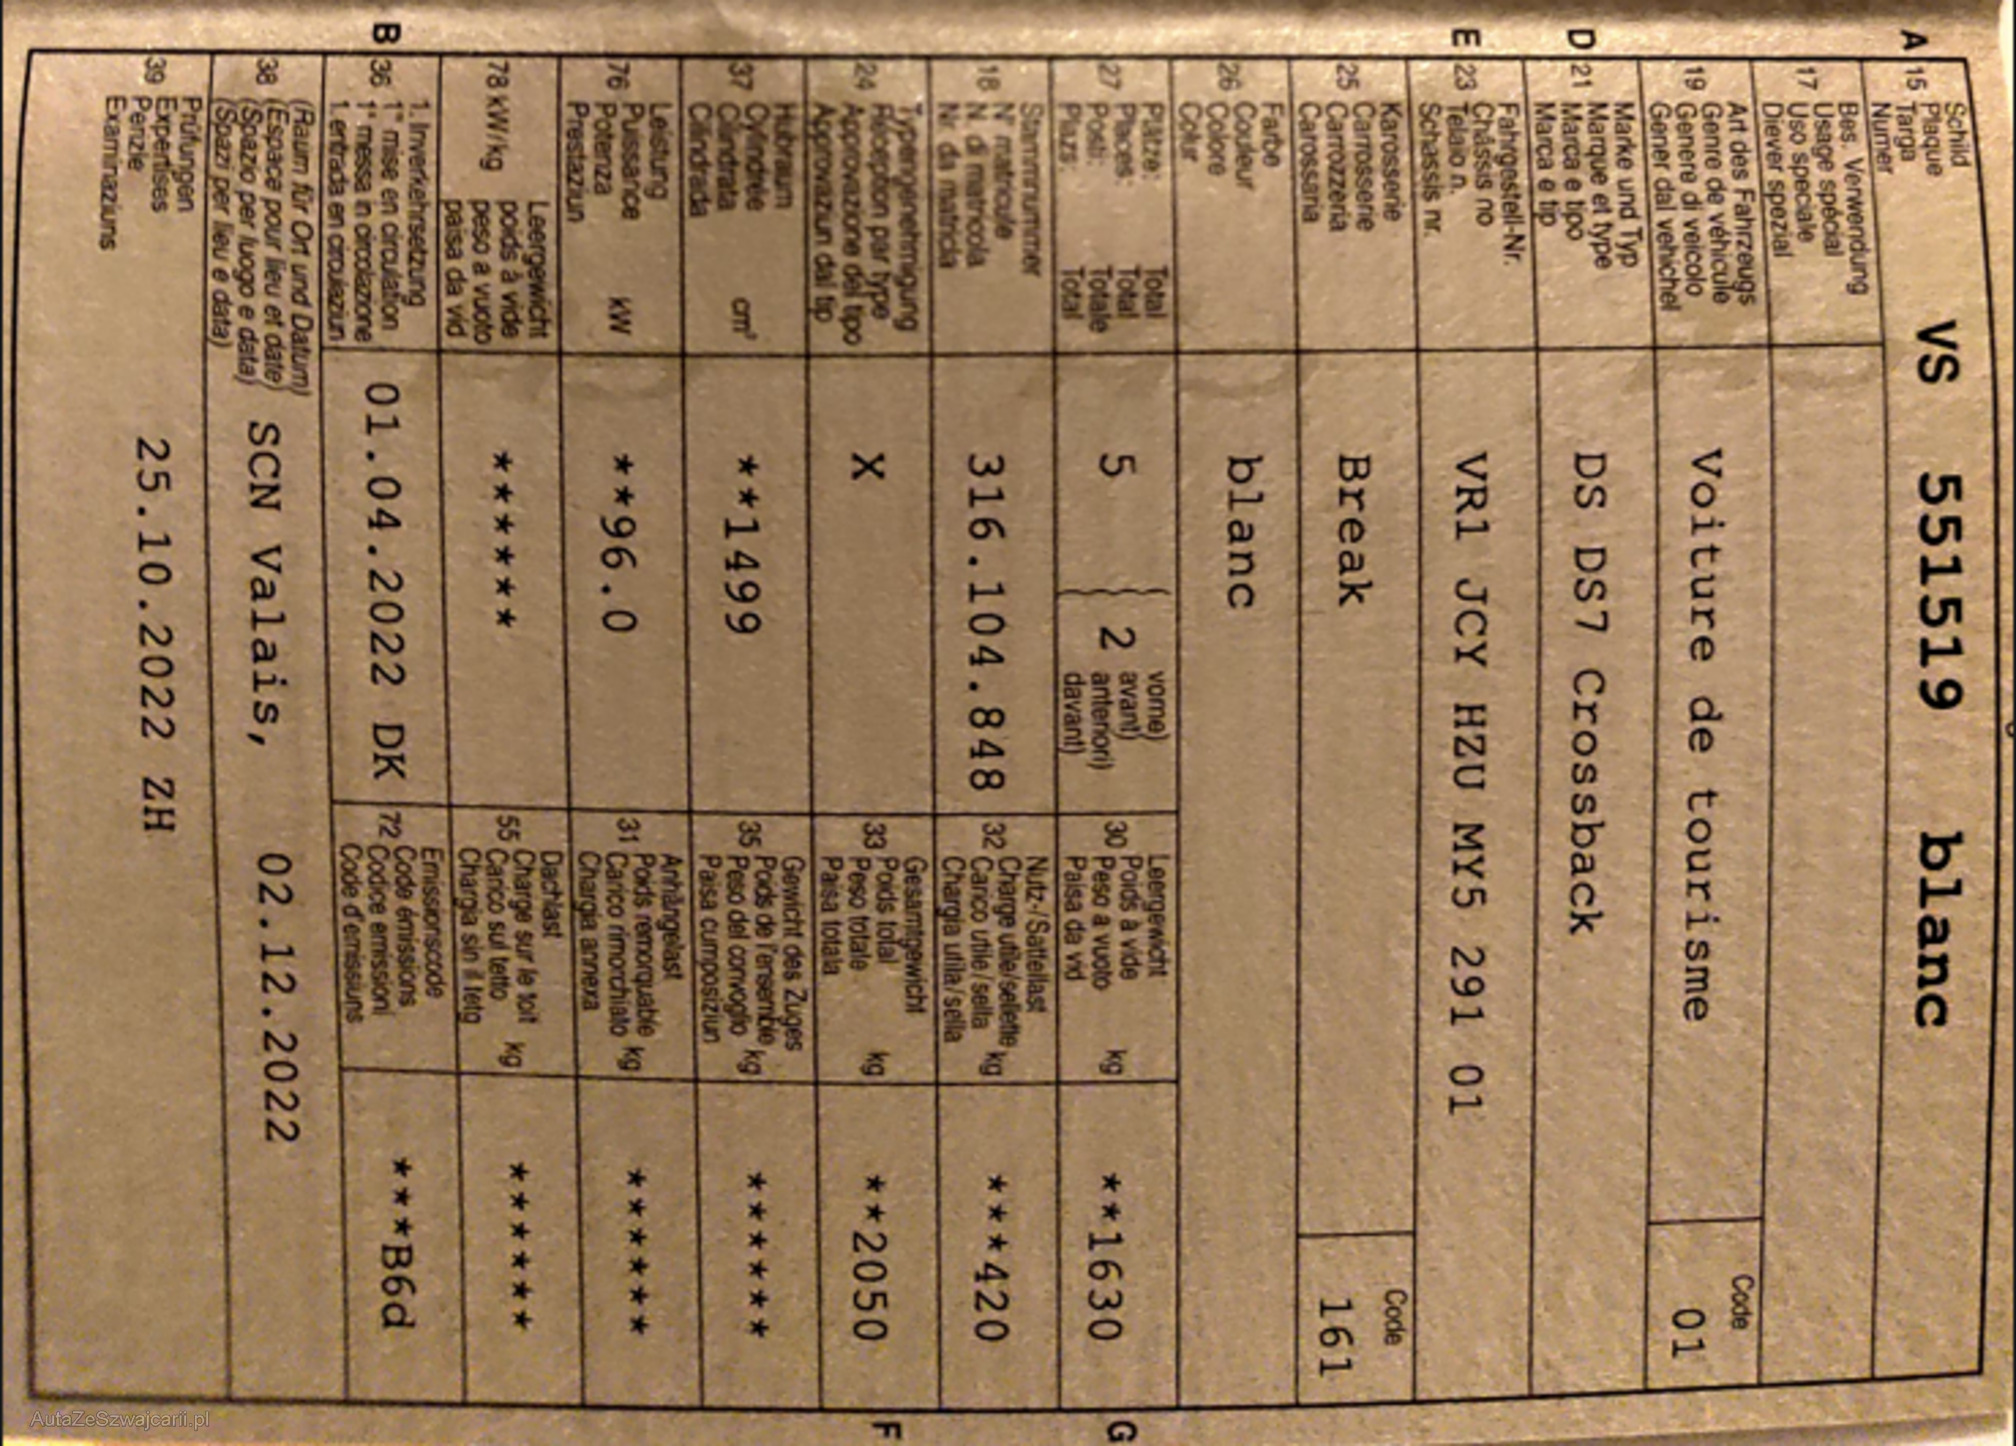 A
15
Schild
Plaque
Targa
Numer
VS 551519 blanc
17
Bes. Verwendung
Usage spécial
Uso speciale
Diever spezial
19
Art des Fahrzeugs
Genre de véhicule
Genere di veicolo
Gener dal vehichel
Voiture de tourisme
Code
01
D
21
Marke und Typ
Marque et type
Marca e tipo
Marca e tip
DS DS7 Crossback
E
23
Fahrgestell-Nr.
Châssis no
Telaio n.
Schassis nr.
VR1 JCY HZU MY5 291 01
25
Karosserie
Carrosserie
Carrozzeria
Carossaria
Break
Code
161
26
Farbe
Couleur
Colore
Colur
blanc
27
Plätze: Total
Places: Total
Posti: Totale
Plazs: Total
5
2
vorne)
avant)
anteriori)
davant)
30
Leergewicht
Poids à vide
Peso a vuoto
Paisa da vid
kg
**1630
G
18
Stammnummer
N° matricule
N. di matricola
Nr. da matricla
316.104.848
32
Nutz-/Sattellast
Charge utile/sellette
Carico utile/sella
Chargia utila/sella
kg
***420
24
Typengenehmigung
Réception par type
Approvazione del tipo
Approvaziun dal tip
X
33
Gesamtgewicht
Poids total
Peso totale
Paisa totala
kg
**2050
F
37
Hubraum
Cylindrée
Cilindrata
Cilindrada
cm³
**1499
35
Gewicht des Zuges
Poids de l'ensemble
Peso del convoglio
Paisa cumposiziun
kg
******
76
Leistung
Puissance
Potenza
Prestaziun
kW
**96.0
31
Anhängelast
Poids remorquable
Carico rimorchiato
Chargia annexa
kg
******
78 kW/kg
Leergewicht
poids à vide
peso a vuoto
paisa da vid
******
55
Dachlast
Charge sur le toit
Carico sul tetto
Chargia sin il tetg
kg
******
B
36
1. Inverkehrsetzung
1re mise en circulation
1a messa in circolazione
1. entrada en circulaziun
01.04.2022 DK
72
Emissionscode
Code émissions
Codice emissioni
Code d'emissiuns
***B6d
38
(Raum für Ort und Datum)
(Espace pour lieu et date)
(Spazio per luogo e data)
(Spazi per lieu e data)
SCN Valais, 02.12.2022
39
Prüfungen
Expertises
Perizie
Examinaziuns
25.10.2022 ZH
AutaZeSzwajcarii.pl